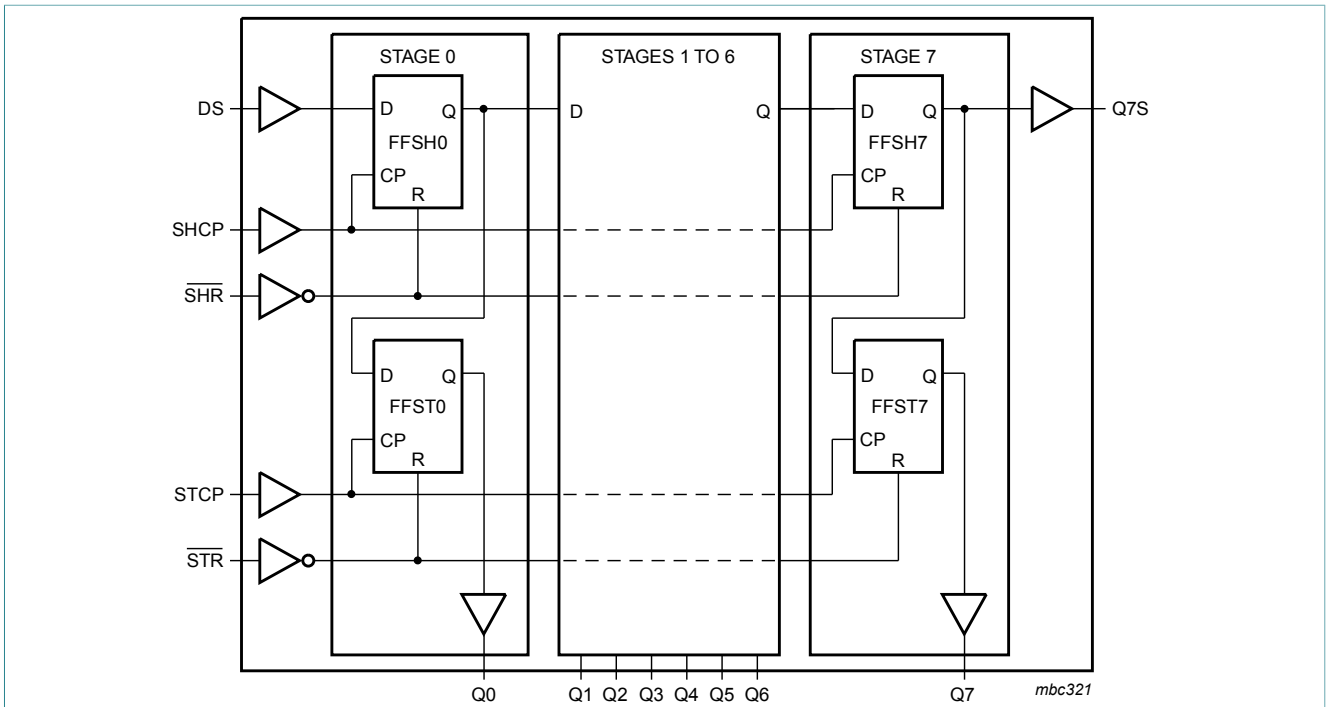 STAGE 0
STAGES 1 TO 6
STAGE 7
DS
D
Q
D
Q
D
Q
Q7S
FFSH0
FFSH7
CP
CP
R
R
SHCP
SHR
D
Q
D
Q
FFST0
FFST7
CP
CP
R
R
STCP
STR
Q0
Q1
Q2
Q3
Q4
Q5
Q6
Q7
mbc321